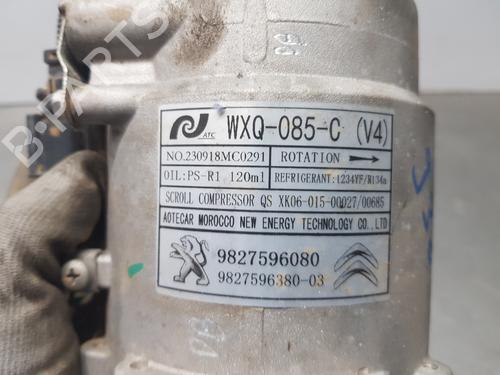 ATC WXQ-085-C (V4)
NO.230918MC0291 ROTATION
OIL:PS-R1 120ml REFRIGERANT:1234YF/R134a
SCROLL COMPRESSOR QS XK06-015-00027/00685
AOTECAR MOROCCO NEW ENERGY TECHNOLOGY CO.,LTD
9827596080
9827596380-03
B-PARTS